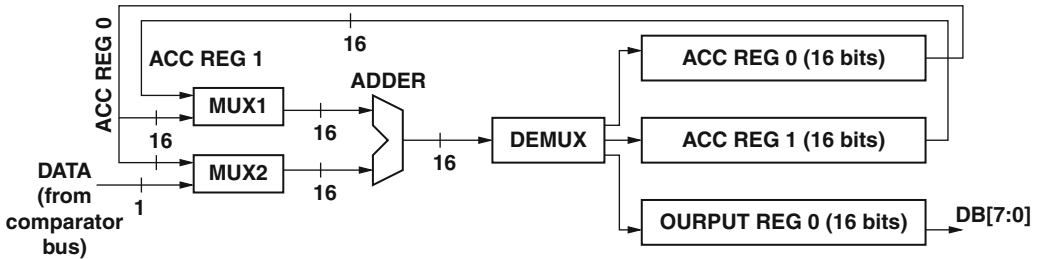 ACC REG 0
16
ACC REG 1
ADDER
MUX1
16
16
MUX2
16
DATA
(from
comparator
bus)
1
16
DEMUX
ACC REG 0 (16 bits)
ACC REG 1 (16 bits)
OURPUT REG 0 (16 bits)
DB[7:0]